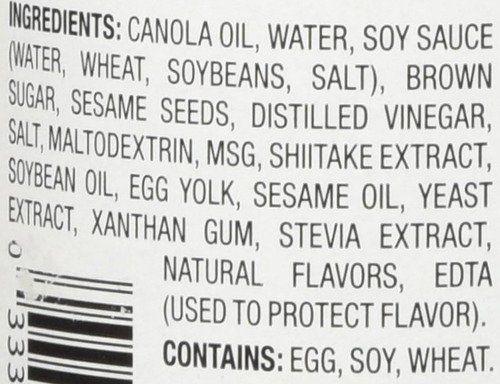 INGREDIENTS: CANOLA OIL, WATER, SOY SAUCE
(WATER, WHEAT, SOYBEANS, SALT), BROWN
SUGAR, SESAME SEEDS, DISTILLED VINEGAR,
SALT, MALTODEXTRIN, MSG, SHIITAKE EXTRACT,
SOYBEAN OIL, EGG YOLK, SESAME OIL, YEAST
EXTRACT, XANTHAN GUM, STEVIA EXTRACT,
NATURAL FLAVORS, EDTA
(USED TO PROTECT FLAVOR).
CONTAINS: EGG, SOY, WHEAT.
0
333